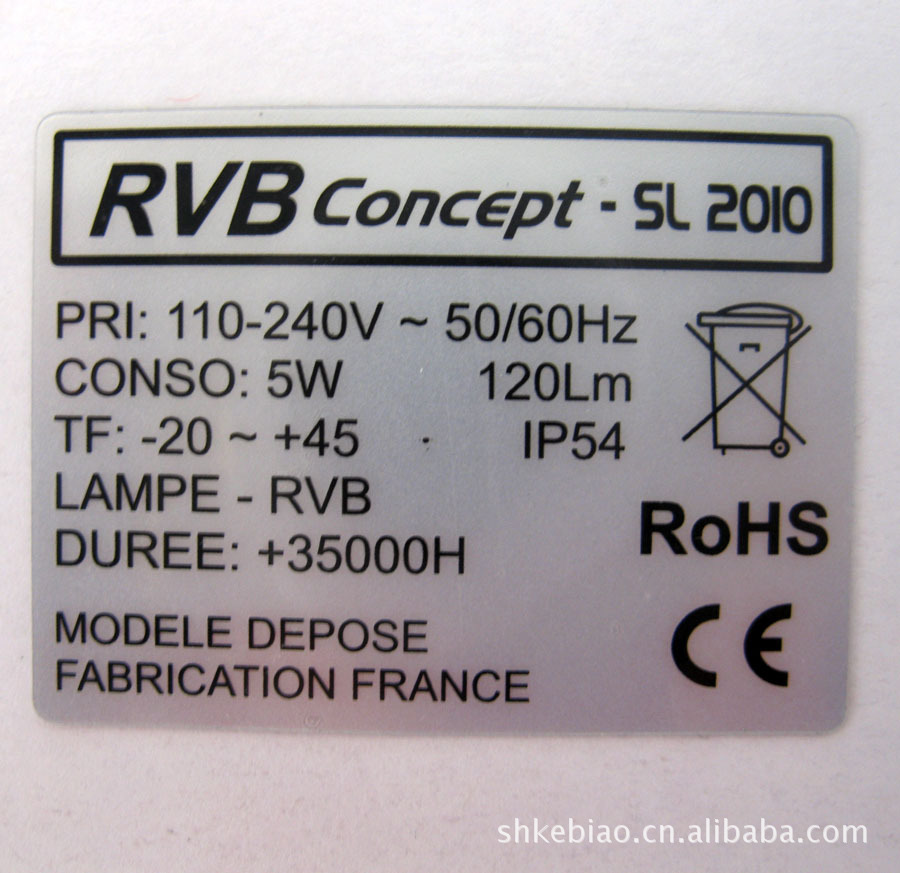 RVB Concept - SL 2010
PRI: 110-240V ~ 50/60Hz
CONSO: 5W 120Lm
TF: -20 ~ +45 IP54
LAMPE - RVB
DUREE: +35000H
RoHS
MODELE DEPOSE
FABRICATION FRANCE
CE
shkebiao.cn.alibaba.com